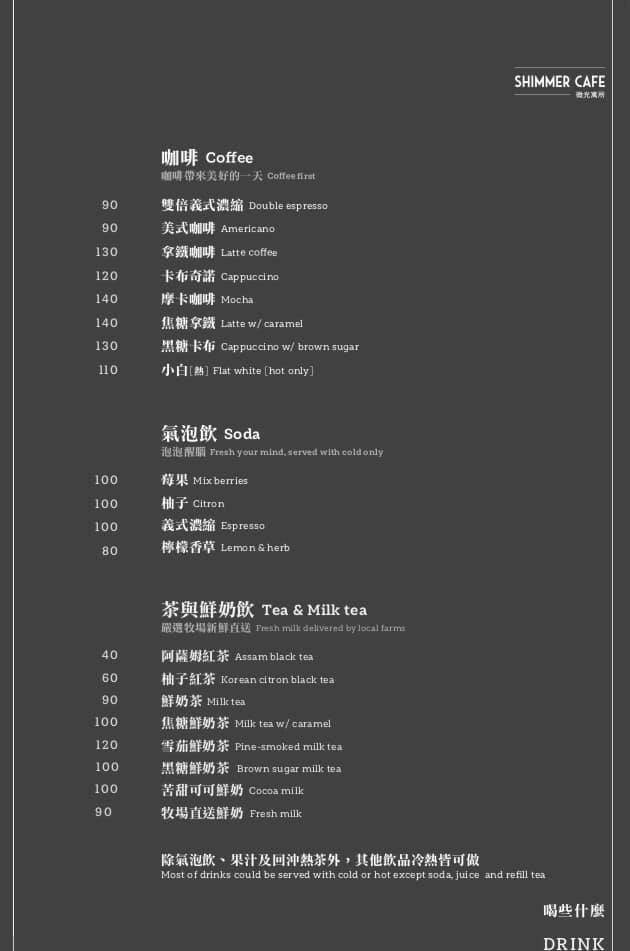 SHIMMER CAFE
微光寓所
咖啡 Coffee
咖啡帶來美好的一天 Coffee first
90 雙倍義式濃縮 Double espresso
90 美式咖啡 Americano
130 拿鐵咖啡 Latte coffee
120 卡布奇諾 Cappuccino
140 摩卡咖啡 Mocha
140 焦糖拿鐵 Latte w/ caramel
130 黑糖卡布 Cappuccino w/ brown sugar
110 小白[熱] Flat white [hot only]
氣泡飲 Soda
泡泡醒腦 Fresh your mind, served with cold only
100 莓果 Mix berries
100 柚子 Citron
100 義式濃縮 Espresso
80 檸檬香草 Lemon & herb
茶與鮮奶飲 Tea & Milk tea
嚴選牧場新鮮直送 Fresh milk delivered by local farms
40 阿薩姆紅茶 Assam black tea
60 柚子紅茶 Korean citron black tea
90 鮮奶茶 Milk tea
100 焦糖鮮奶茶 Milk tea w/ caramel
120 雪茄鮮奶茶 Pine-smoked milk tea
100 黑糖鮮奶茶 Brown sugar milk tea
100 苦甜可可鮮奶 Cocoa milk
90 牧場直送鮮奶 Fresh milk
除氣泡飲、果汁及回沖熱茶外，其他飲品冷熱皆可做
Most of drinks could be served with cold or hot except soda, juice and refill tea
喝些什麼
DRINK